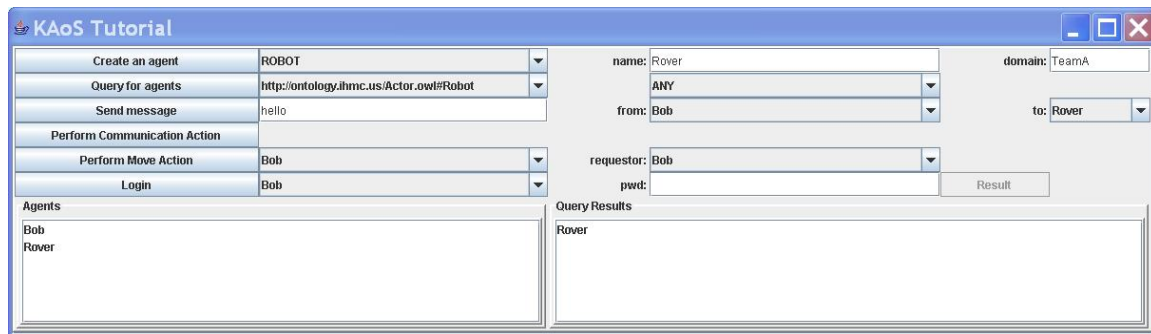 KAoS Tutorial
Create an agent ROBOT name: Rover domain: TeamA
Query for agents http://ontology.ihmc.us/Actor.owl#Robot ANY
Send message hello from: Bob to: Rover
Perform Communication Action
Perform Move Action Bob requestor: Bob
Login Bob pwd: Result
Agents Query Results
Bob Rover
Rover